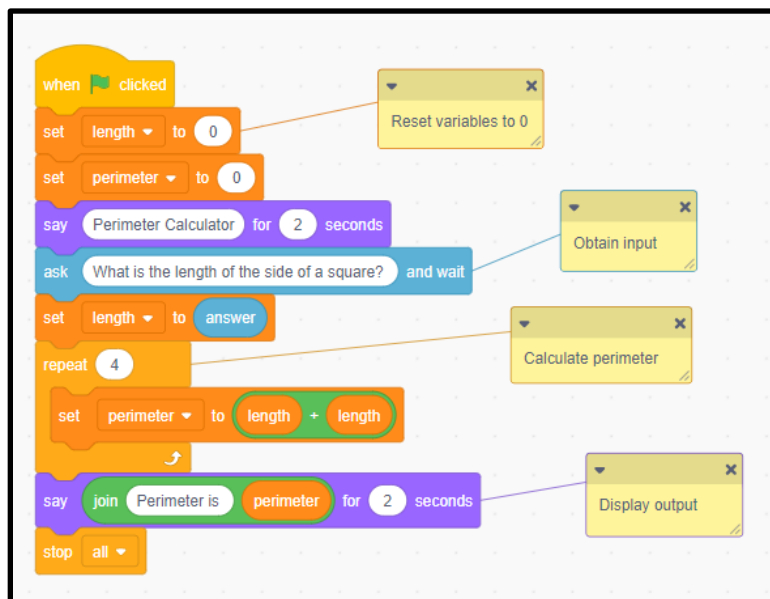 when clicked
Reset variables to 0
set length to 0
set perimeter to 0
say Perimeter Calculator for 2 seconds
Obtain input
ask What is the length of the side of a square? and wait
set length to answer
repeat 4
Calculate perimeter
set perimeter to length + length
say join Perimeter is perimeter for 2 seconds
Display output
stop all